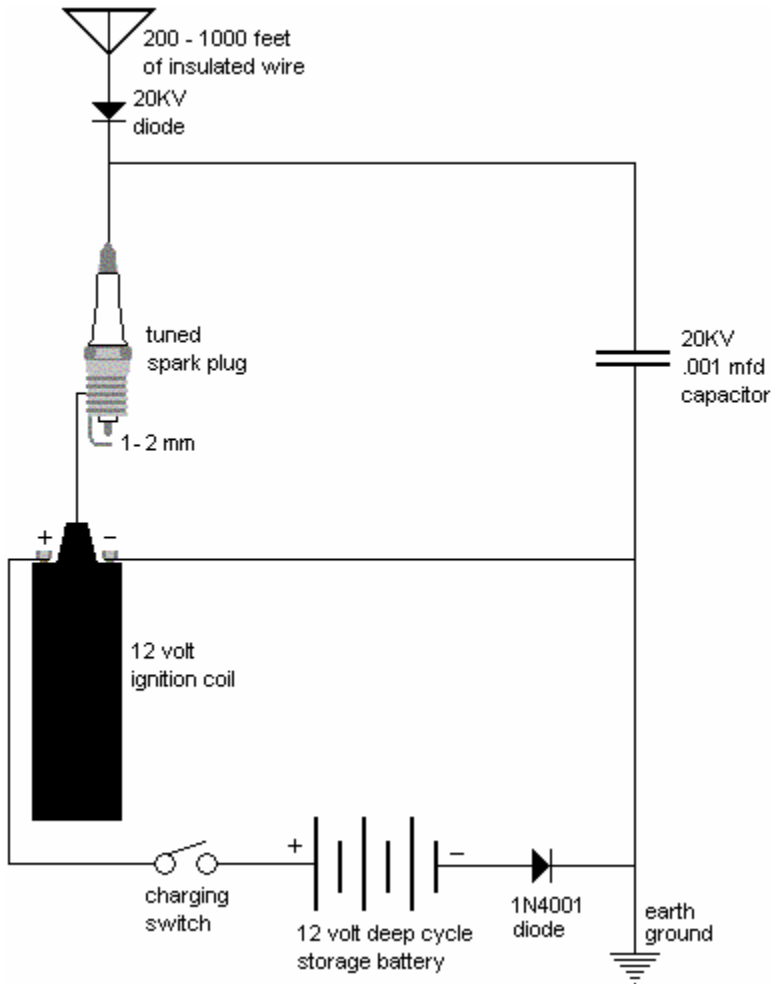 200 - 1000 feet
of insulated wire
20KV
diode
tuned
spark plug
1- 2 mm
20KV
.001 mfd
capacitor
+
–
12 volt
ignition coil
charging
switch
+
–
12 volt deep cycle
storage battery
1N4001
diode
earth
ground